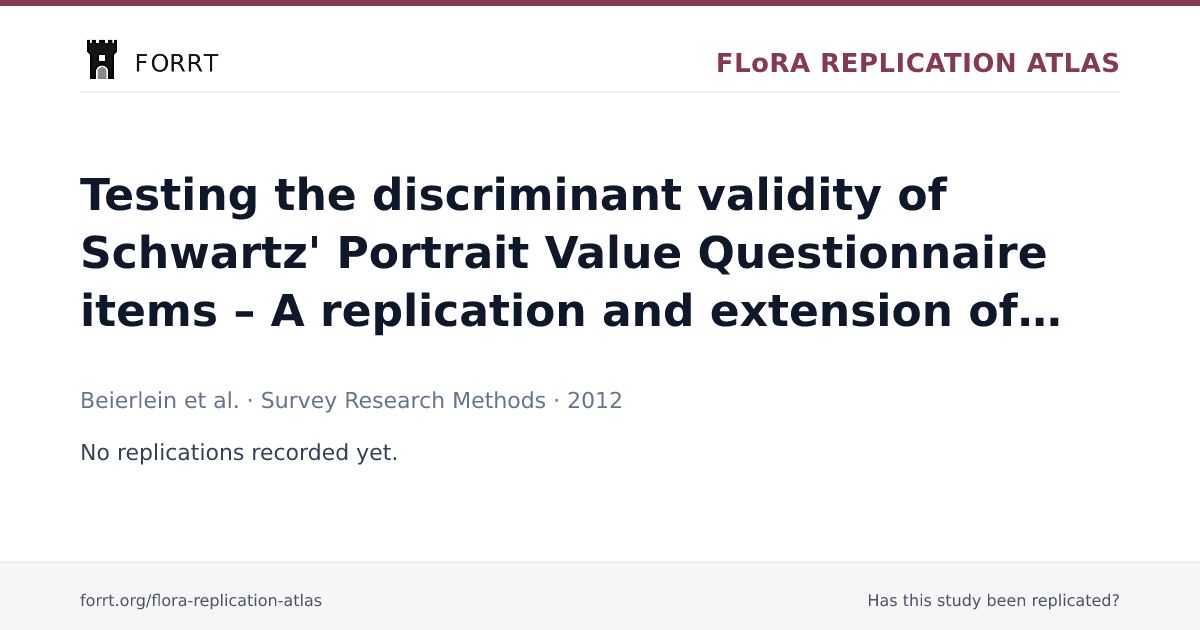 FORRT
FLoRA REPLICATION ATLAS
Testing the discriminant validity of
Schwartz' Portrait Value Questionnaire
items – A replication and extension of…
Beierlein et al. · Survey Research Methods · 2012
No replications recorded yet.
forrt.org/flora-replication-atlas
Has this study been replicated?